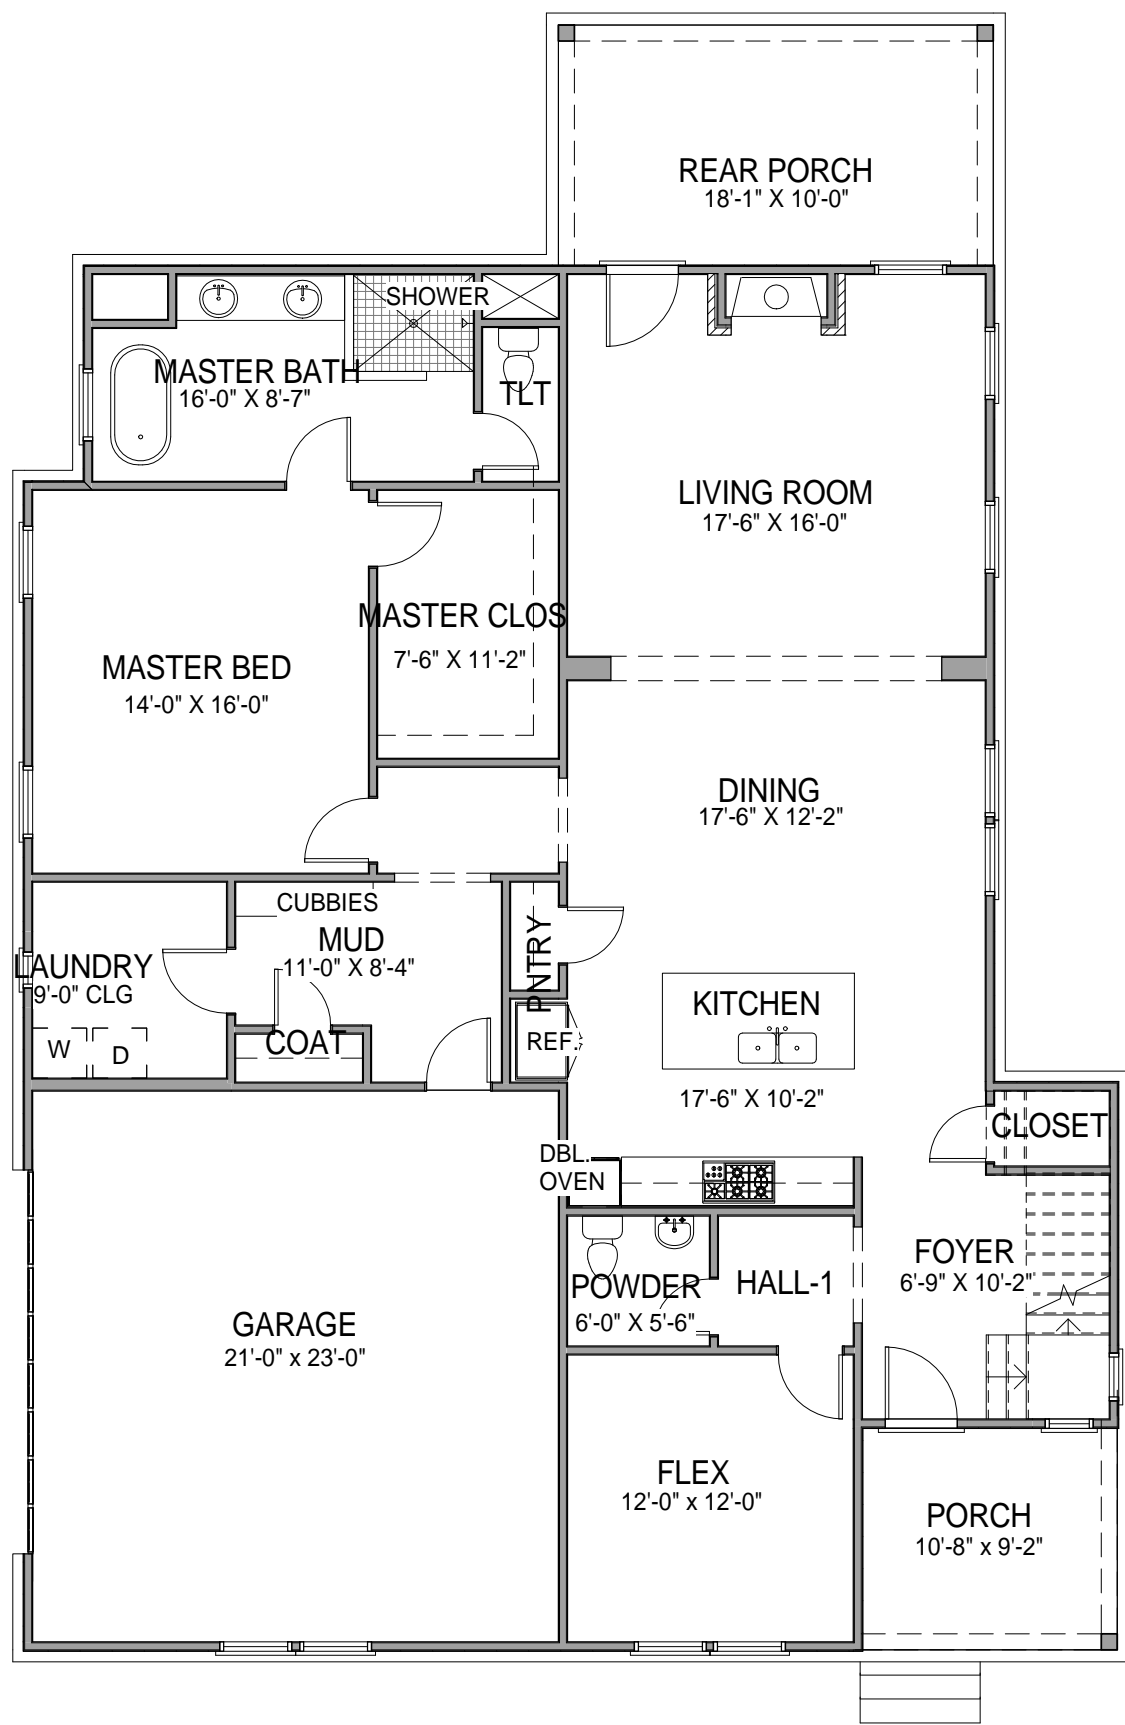 REAR PORCH
18'-1" X 10'-0"
SHOWER
MASTER BATH
16'-0" X 8'-7"
TLT
LIVING ROOM
17'-6" X 16'-0"
MASTER CLOS
7'-6" X 11'-2"
MASTER BED
14'-0" X 16'-0"
DINING
17'-6" X 12'-2"
CUBBIES
MUD
11'-0" X 8'-4"
LAUNDRY
9'-0" CLG
PNTRY
KITCHEN
17'-6" X 10'-2"
W
D
COAT
REF.
CLOSET
DBL.
OVEN
FOYER
6'-9" X 10'-2"
POWDER
6'-0" X 5'-6"
HALL-1
GARAGE
21'-0" x 23'-0"
FLEX
12'-0" x 12'-0"
PORCH
10'-8" x 9'-2"